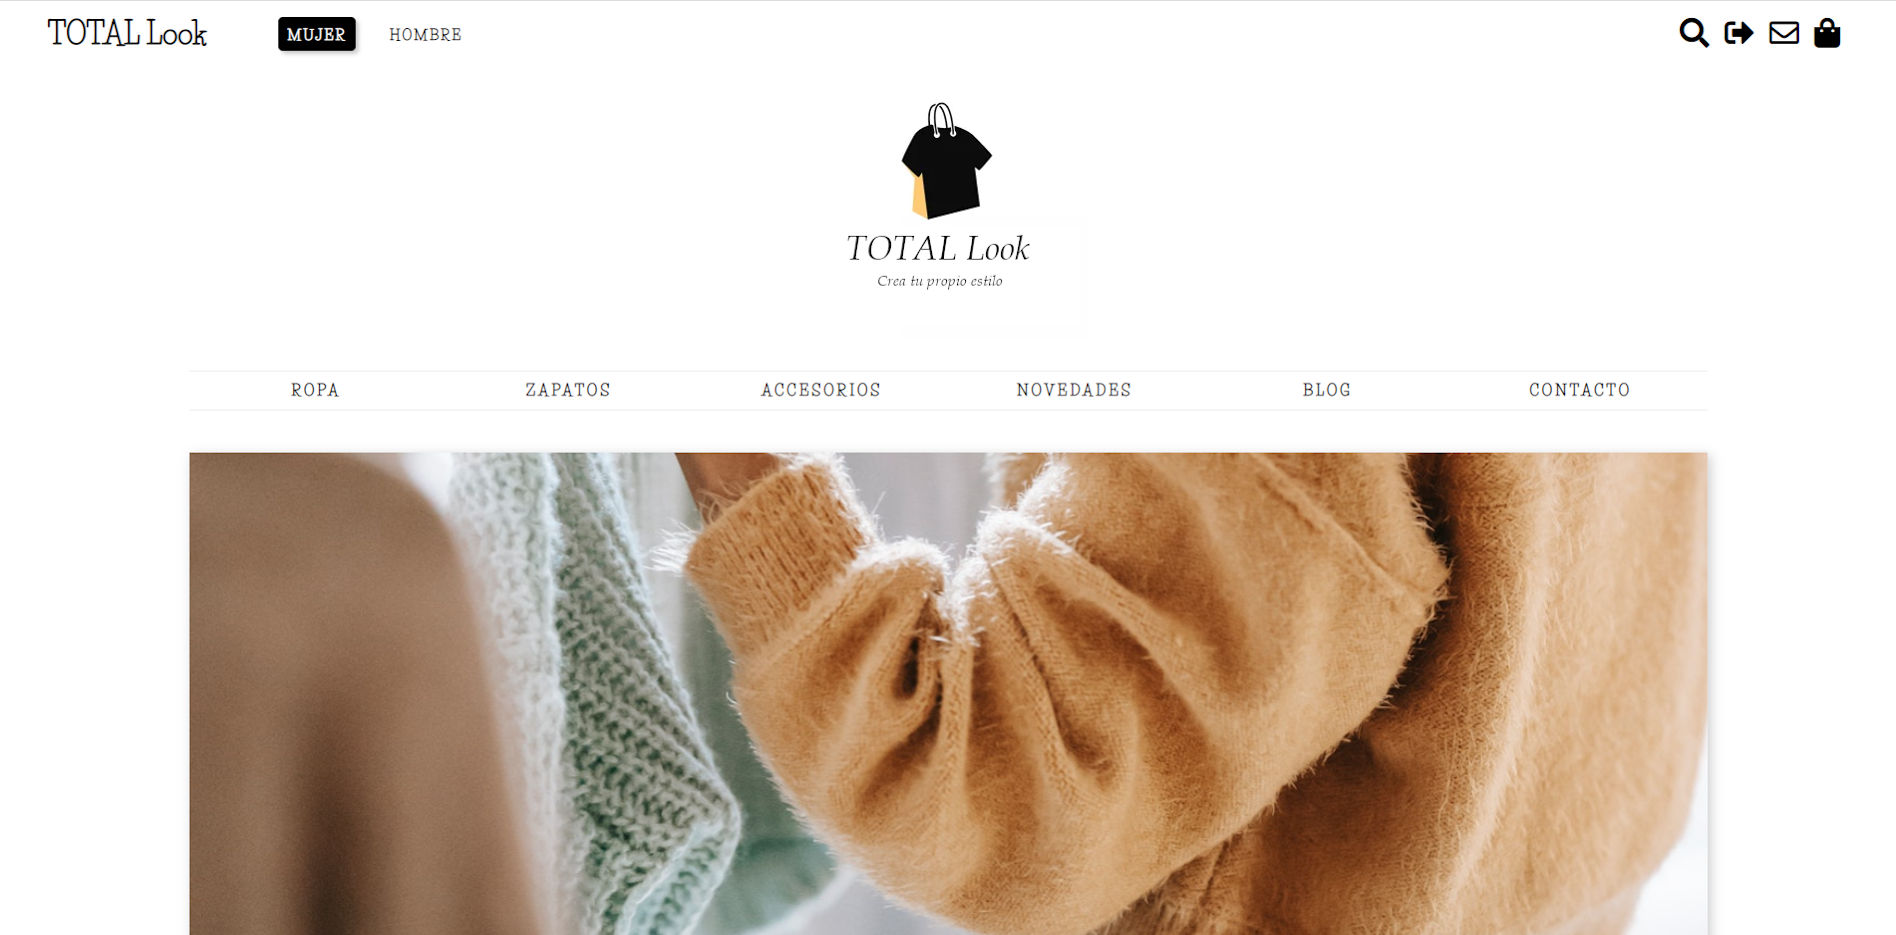 TOTAL Look
MUJER
HOMBRE
TOTAL Look
Crea tu propio estilo
ROPA
ZAPATOS
ACCESORIOS
NOVEDADES
BLOG
CONTACTO